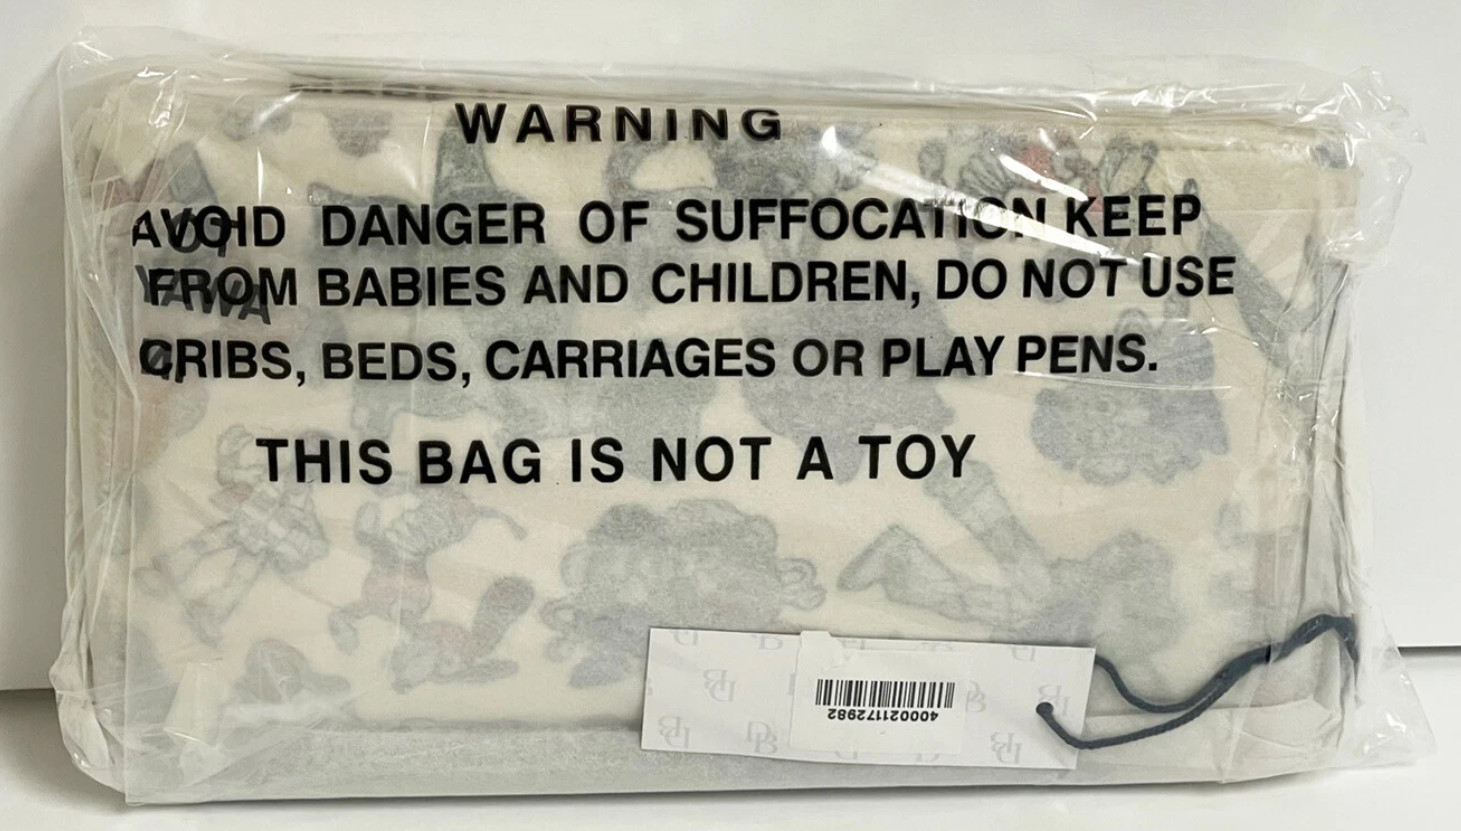 WARNING
AVOID DANGER OF SUFFOCATION KEEP
FROM BABIES AND CHILDREN, DO NOT USE
CRIBS, BEDS, CARRIAGES OR PLAY PENS.
THIS BAG IS NOT A TOY
400021172982